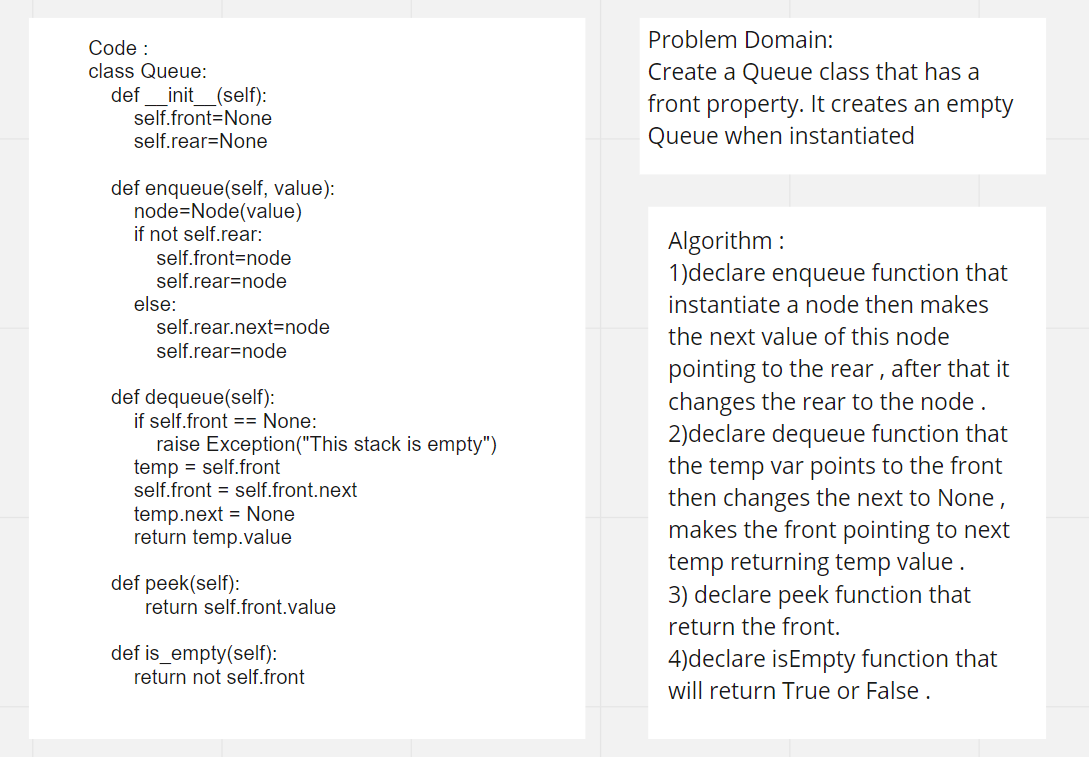 Code :
class Queue:
def __init__(self):
self.front=None
self.rear=None
def enqueue(self, value):
node=Node(value)
if not self.rear:
self.front=node
self.rear=node
else:
self.rear.next=node
self.rear=node
def dequeue(self):
if self.front == None:
raise Exception("This stack is empty")
temp = self.front
self.front = self.front.next
temp.next = None
return temp.value
def peek(self):
return self.front.value
def is_empty(self):
return not self.front
Problem Domain:
Create a Queue class that has a
front property. It creates an empty
Queue when instantiated
Algorithm :
1)declare enqueue function that
instantiate a node then makes
the next value of this node
pointing to the rear , after that it
changes the rear to the node .
2)declare dequeue function that
the temp var points to the front
then changes the next to None ,
makes the front pointing to next
temp returning temp value .
3) declare peek function that
return the front.
4)declare isEmpty function that
will return True or False .